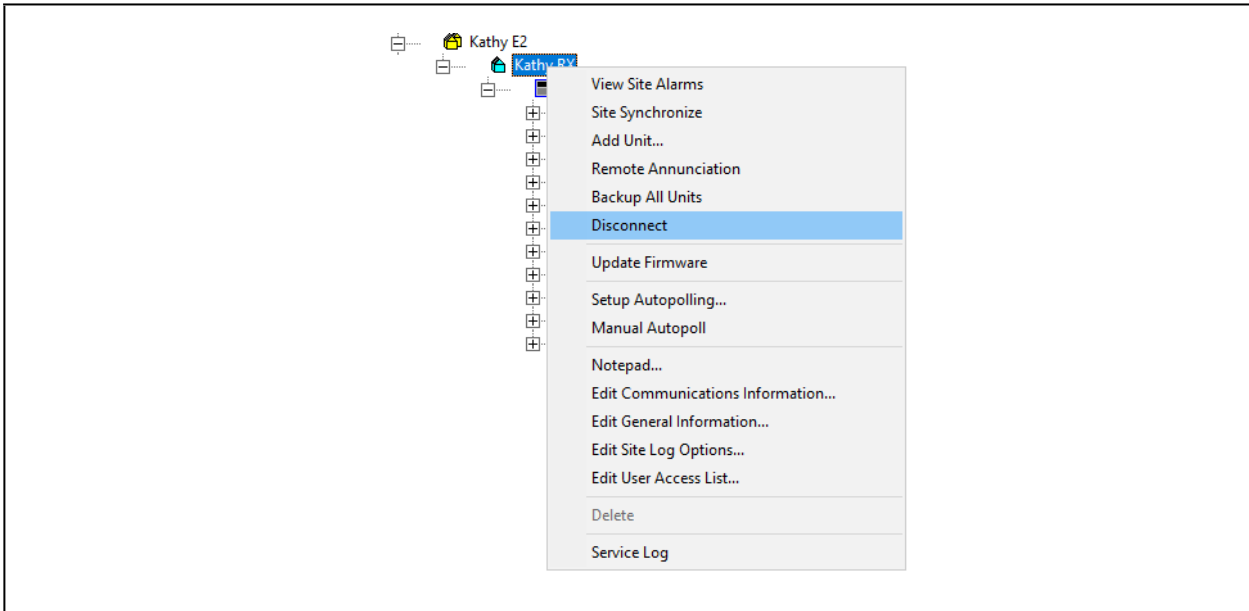 Kathy E2
Kathy RX
View Site Alarms
Site Synchronize
Add Unit...
Remote Annunciation
Backup All Units
Disconnect
Update Firmware
Setup Autopolling...
Manual Autopoll
Notepad...
Edit Communications Information...
Edit General Information...
Edit Site Log Options...
Edit User Access List...
Delete
Service Log